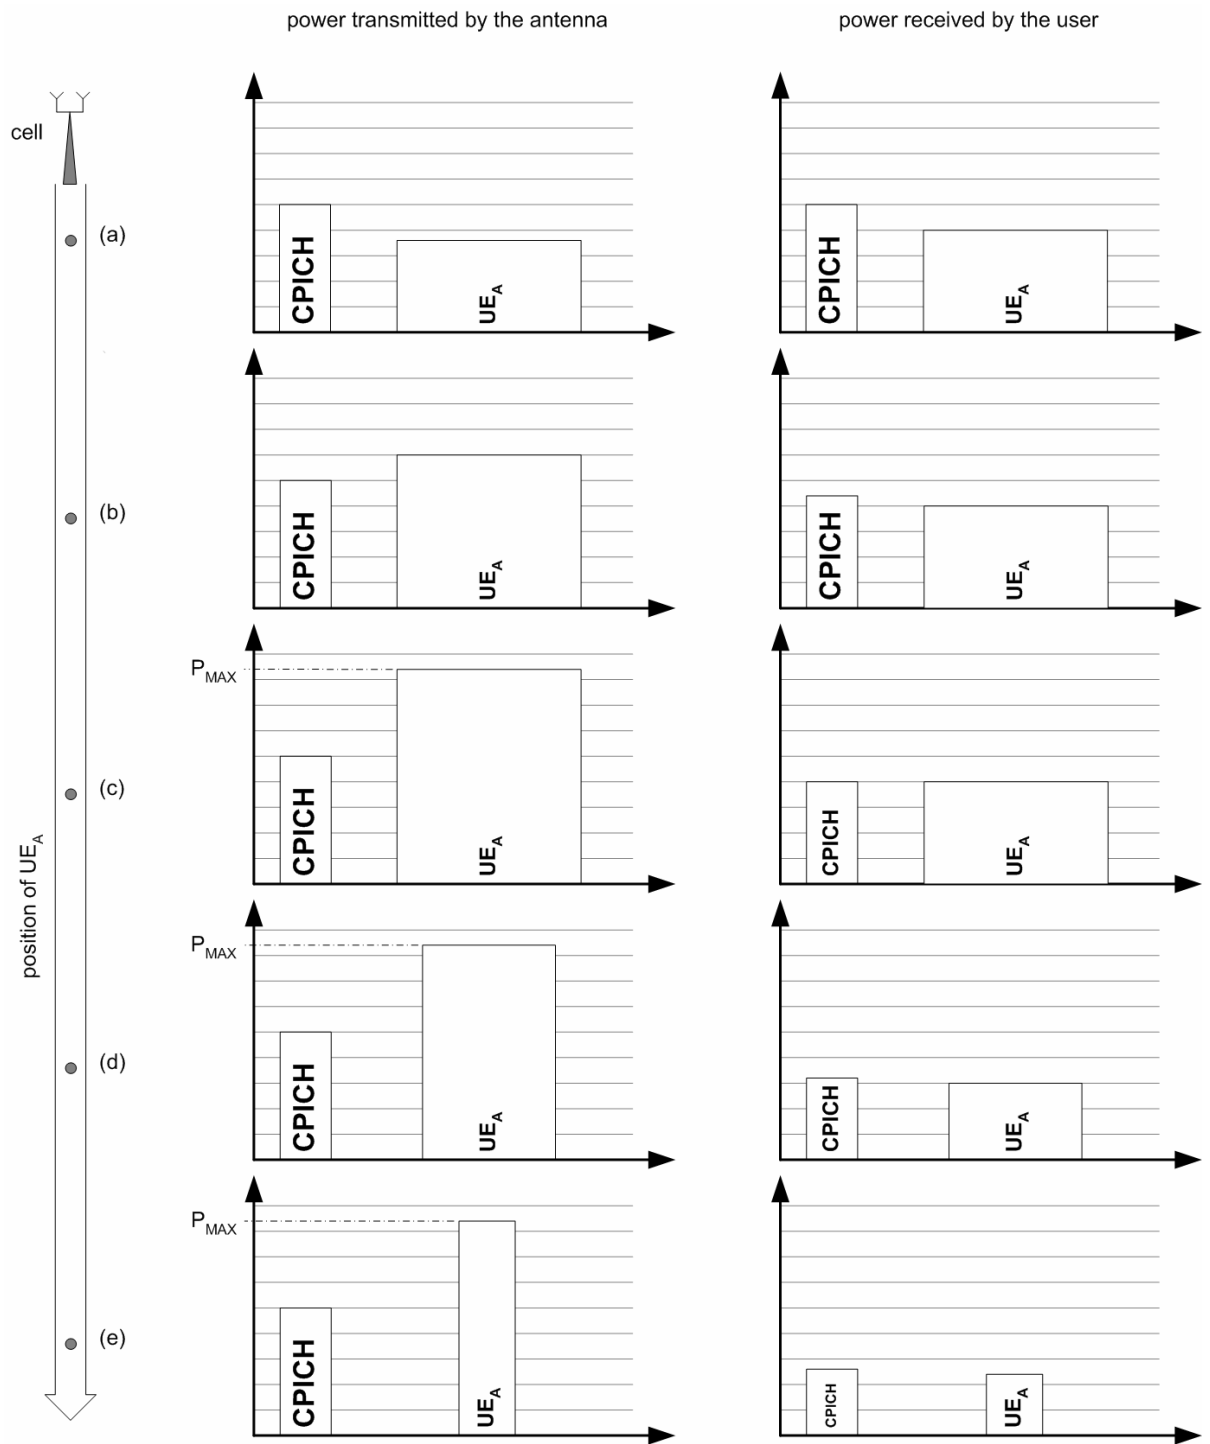 power transmitted by the antenna
power received by the user
cell
(a)
CPICH
UEA
CPICH
UEA
(b)
CPICH
UEA
CPICH
UEA
PMAX
(c)
CPICH
UEA
CPICH
UEA
position of UEA
PMAX
(d)
CPICH
UEA
CPICH
UEA
PMAX
(e)
CPICH
UEA
CPICH
UEA